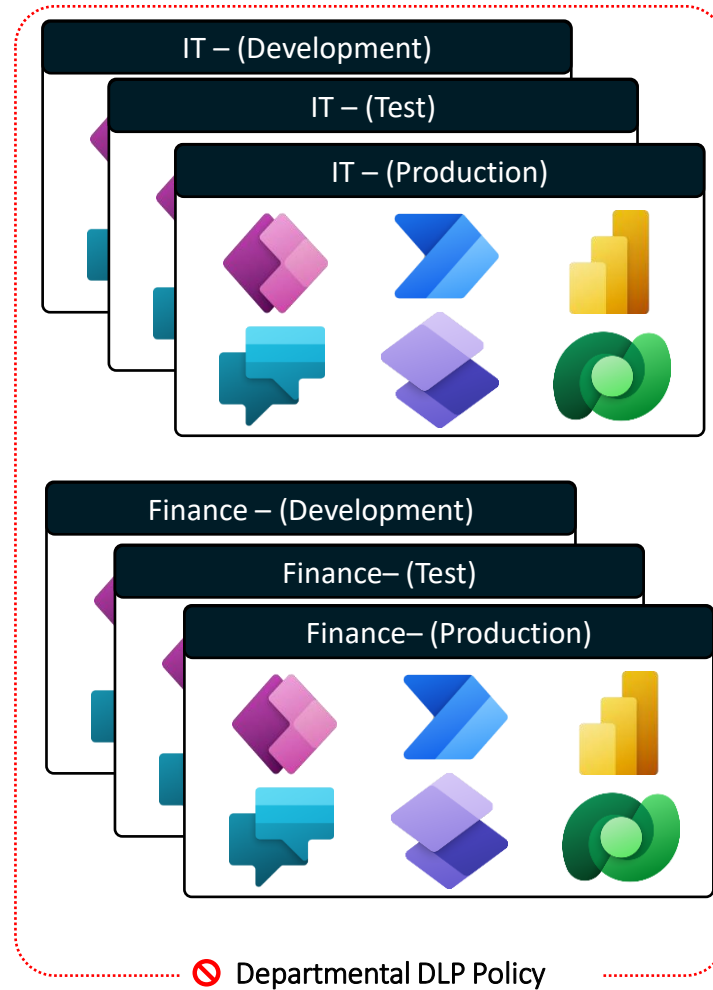 IT – (Development)
IT – (Test)
IT – (Production)
Finance – (Development)
Finance– (Test)
Finance– (Production)
Departmental DLP Policy